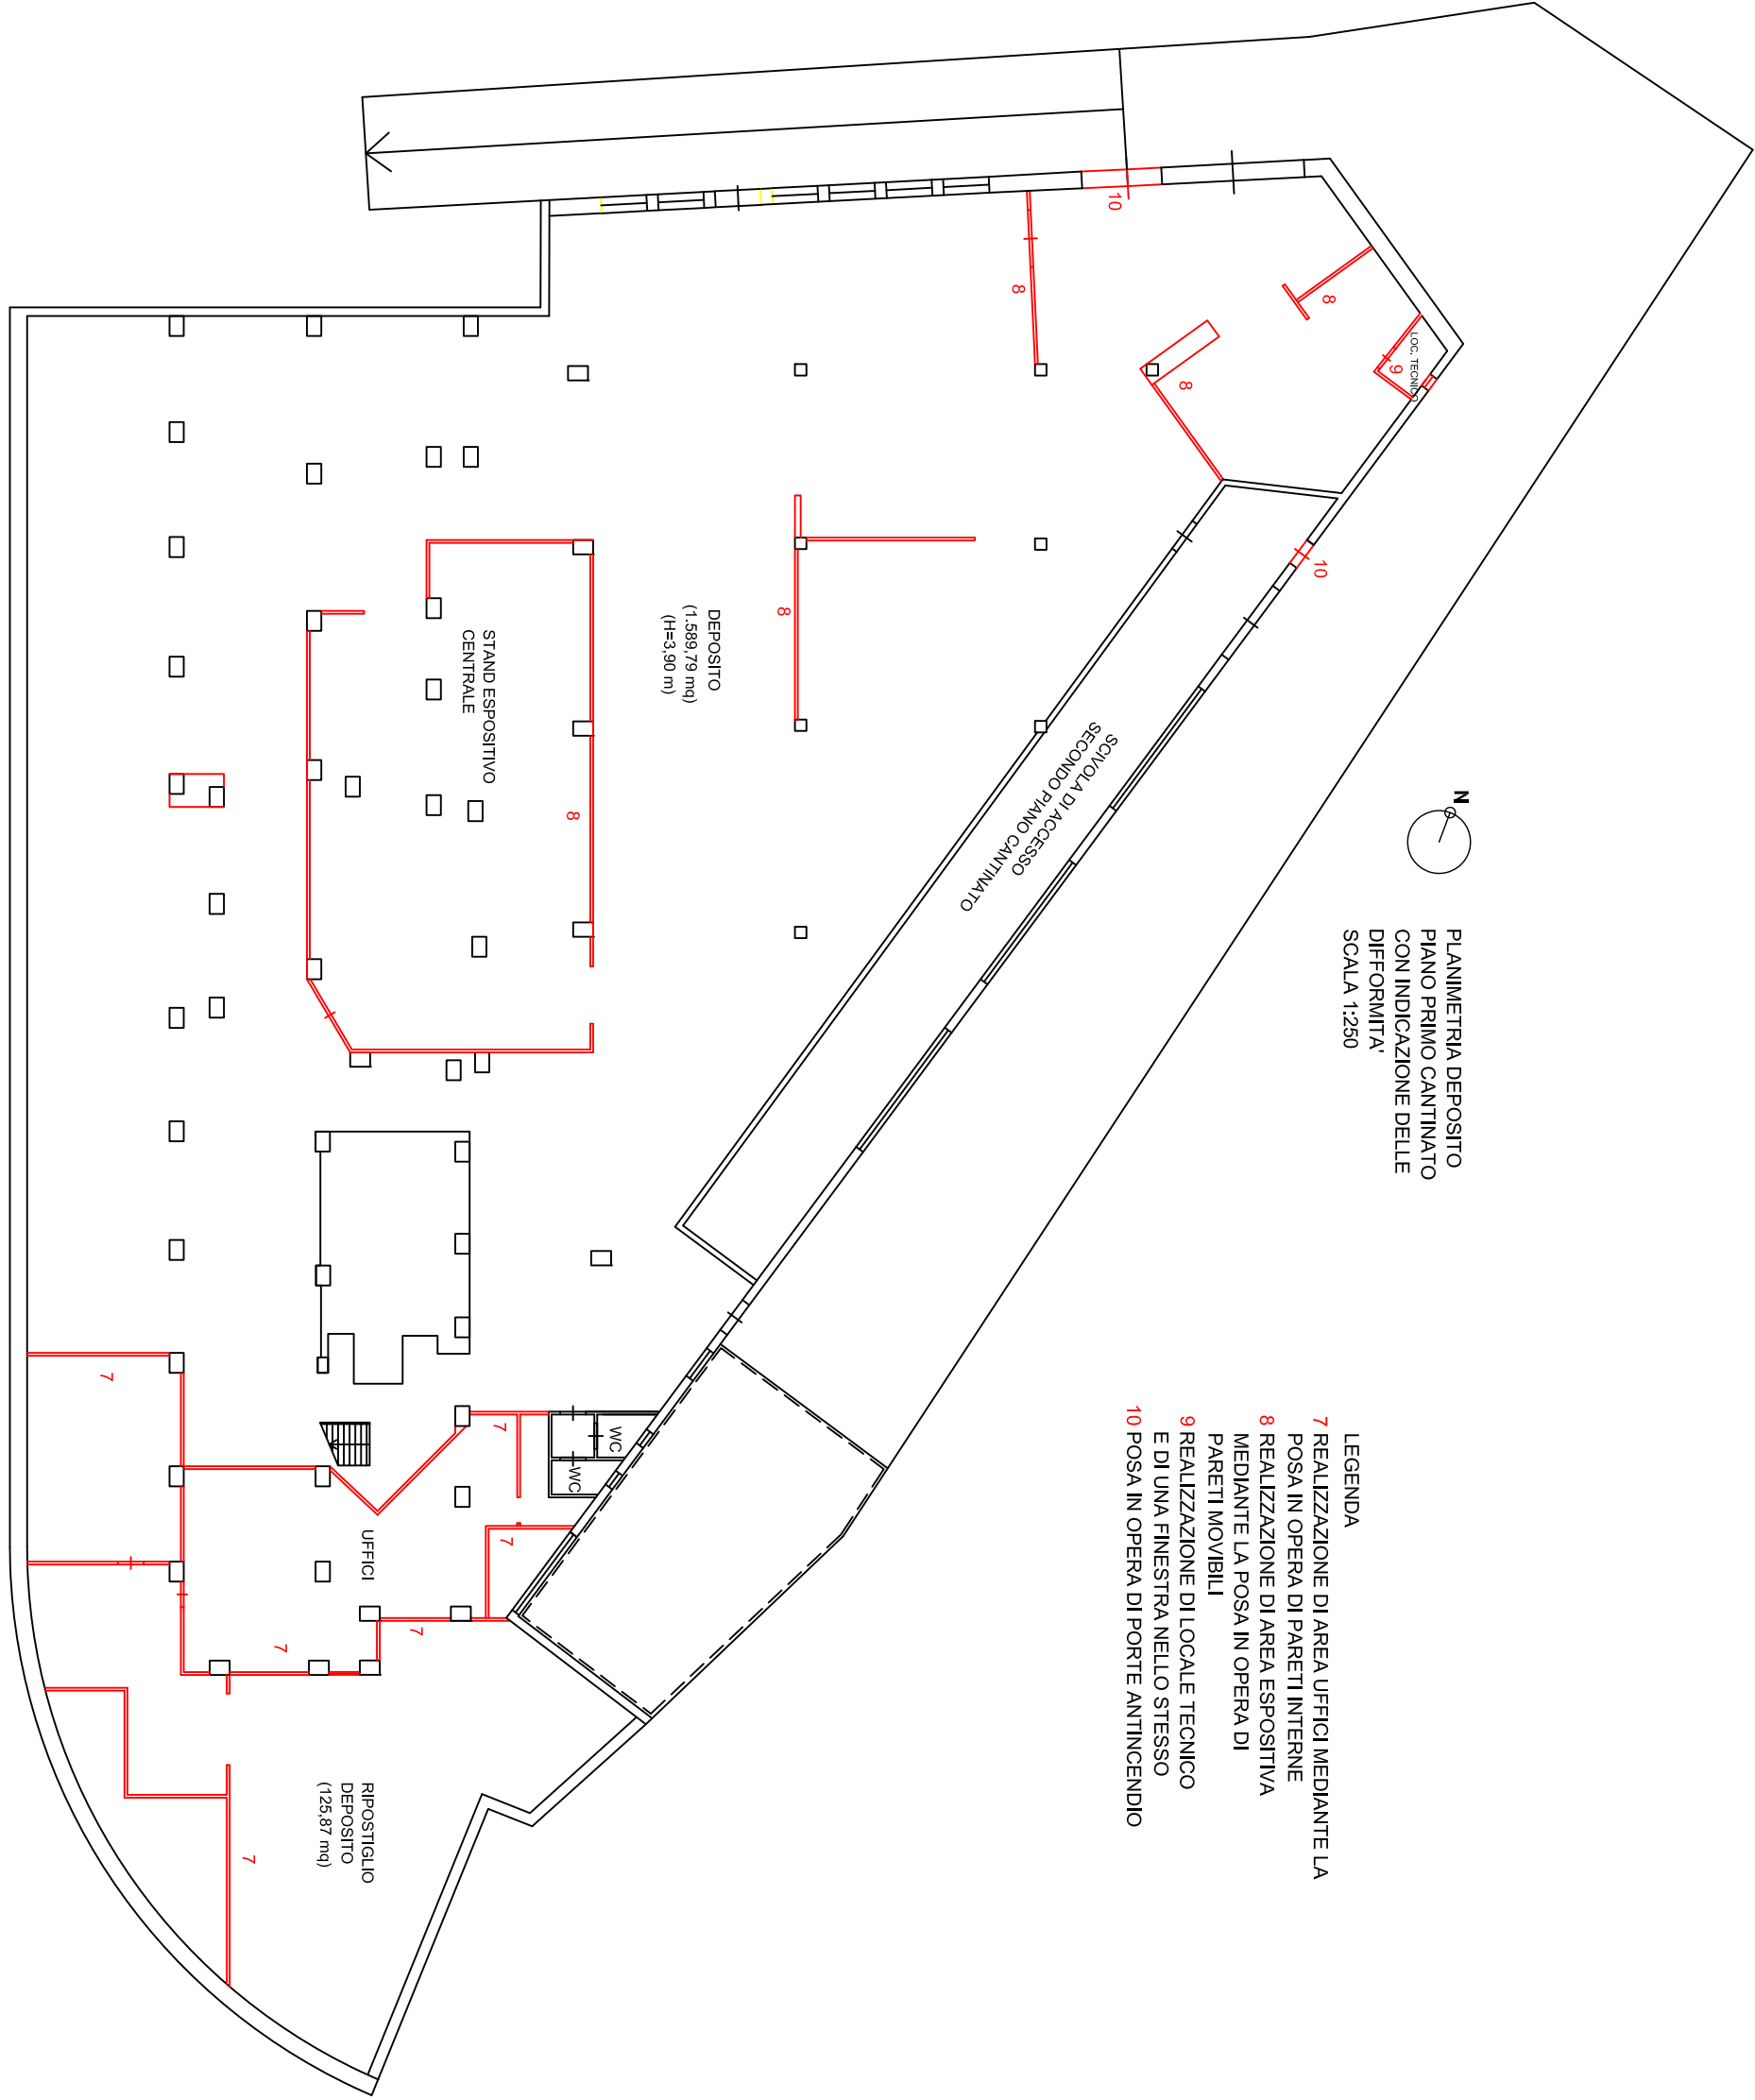 N
PLANIMETRIA DEPOSITO
PIANO PRIMO CANTINATO
CON INDICAZIONE DELLE
DIFFORMITA'
SCALA 1:250
LEGENDA
7 REALIZZAZIONE DI AREA UFFICI MEDIANTE LA
POSA IN OPERA DI PARETI INTERNE
8 REALIZZAZIONE DI AREA ESPOSITIVA
MEDIANTE LA POSA IN OPERA DI
PARETI MOVIBILI
9 REALIZZAZIONE DI LOCALE TECNICO
E DI UNA FINESTRA NELLO STESSO
10 POSA IN OPERA DI PORTE ANTINCENDIO
LOC. TECNICO
9
8
8
10
10
8
8
SCIVOLA DI ACCESSO
SECONDO PIANO CANTINATO
DEPOSITO
(1.589,79 mq)
(H=3,90 m)
8
STAND ESPOSITIVO
CENTRALE
WC
WC
7
7
7
7
7
7
UFFICI
RIPOSTIGLIO
DEPOSITO
(125,87 mq)